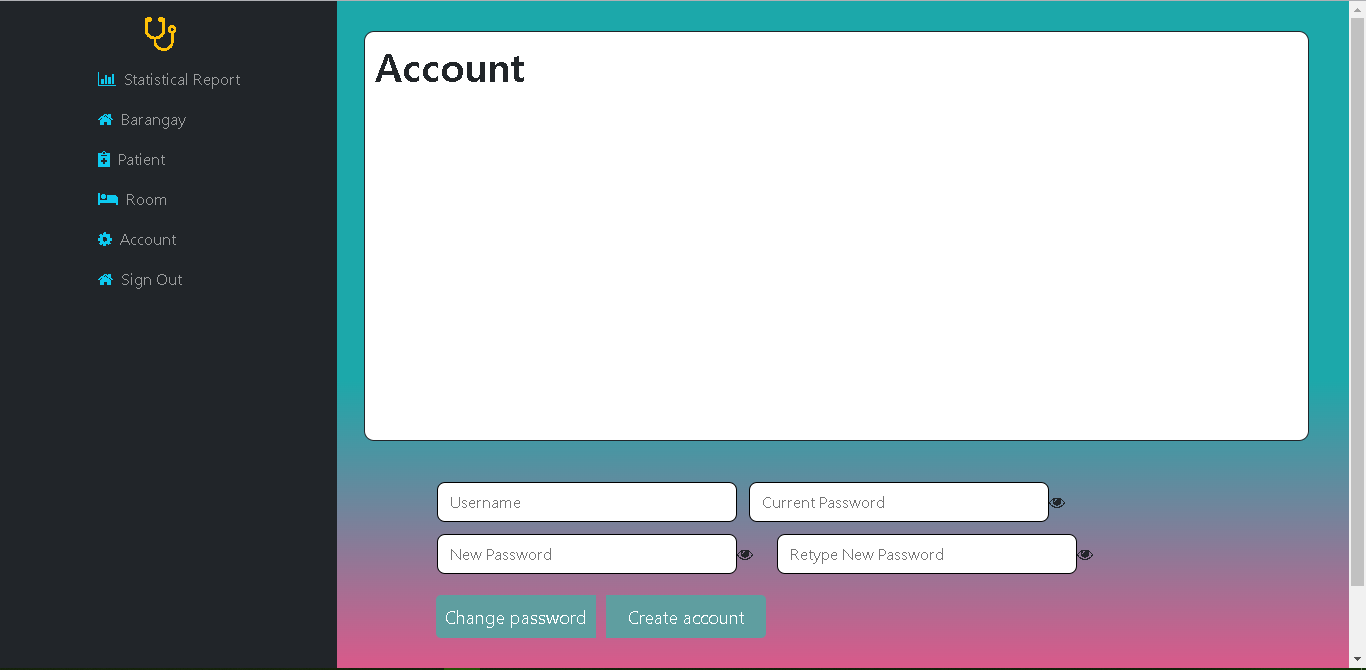 Statistical Report
Barangay
Patient
Room
Account
Sign Out
Account
Username
Current Password
New Password
Retype New Password
Change password
Create account